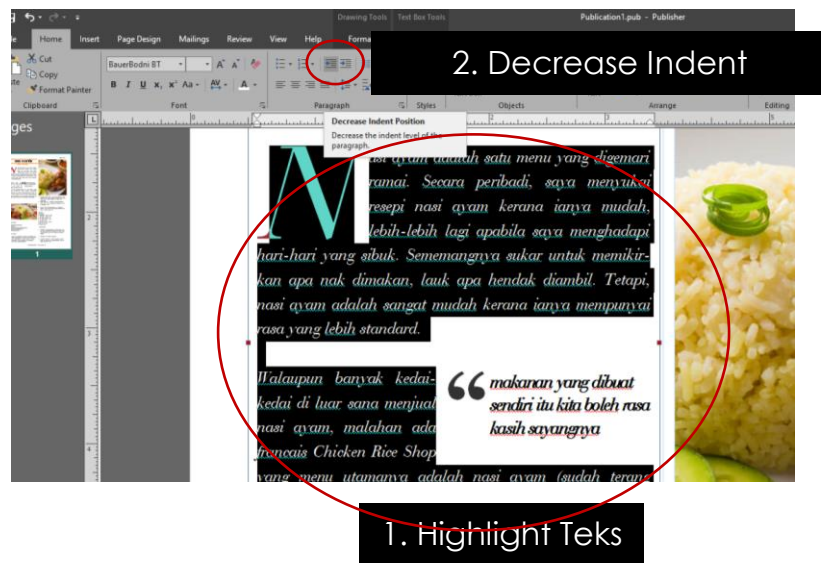 Drawing Tools Text Box Tools Publication1.pub - Publisher
Home Insert Page Design Mailings Review View Help
2. Decrease Indent
Cut
Copy
Format Painter
BauerBodni BT
Clipboard Font Paragraph Styles Objects Arrange Editing
Decrease Indent Position
Decrease the indent level of the
paragraph.
Nasi ayam adalah satu menu yang digemari
ramai. Secara peribadi, saya menyukai
resepi nasi ayam kerana ianya mudah,
lebih-lebih lagi apabila saya menghadapi
hari-hari yang sibuk. Sememangnya sukar untuk memikir-
kan apa nak dimakan, lauk apa hendak diambil. Tetapi,
nasi ayam adalah sangat mudah kerana ianya mempunyai
rasa yang lebih standard.
Walaupun banyak kedai-
kedai di luar sana menjual
nasi ayam, malahan ada
francais Chicken Rice Shop
yang menu utamanya adalah nasi ayam (sudah terang
“ makanan yang dibuat
sendiri itu kita boleh rasa
kasih sayangnya
1. Highlight Teks